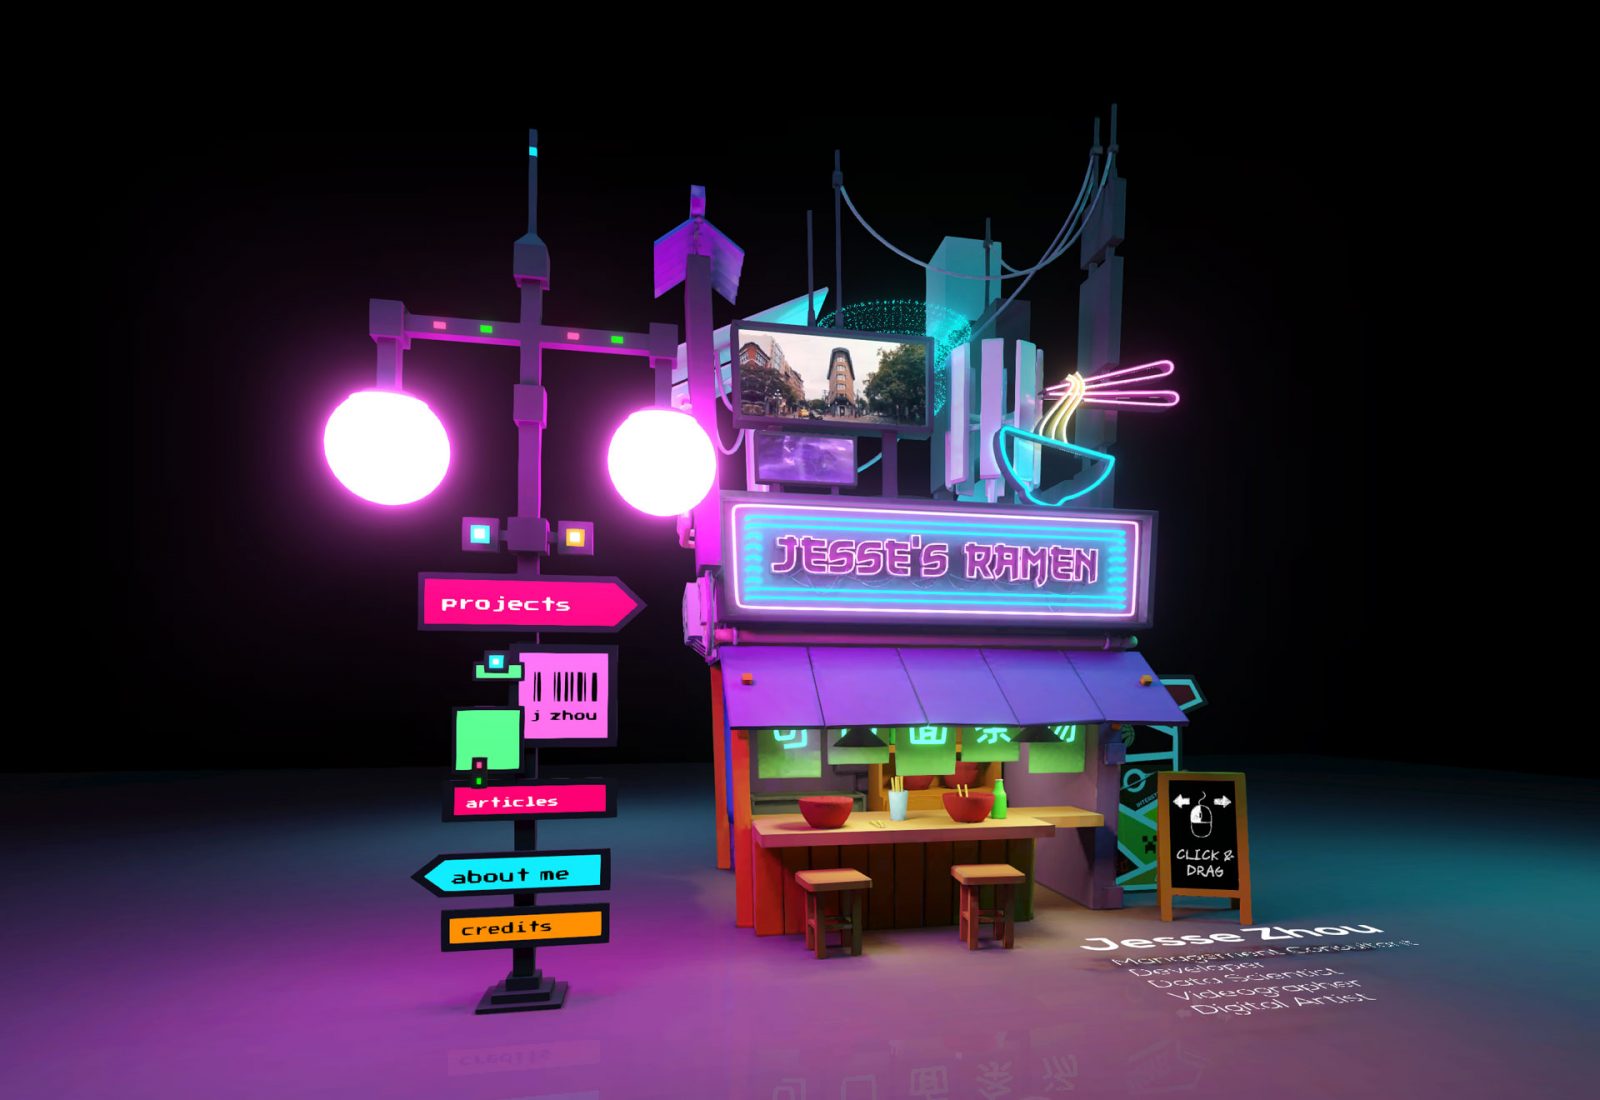 JESSE'S RAMEN
projects
j zhou
articles
about me
credits
面
CLICK &
DRAG
Jesse Zhou
Management Consultant
Developer
Data Scientist
Videographer
Digital Artist